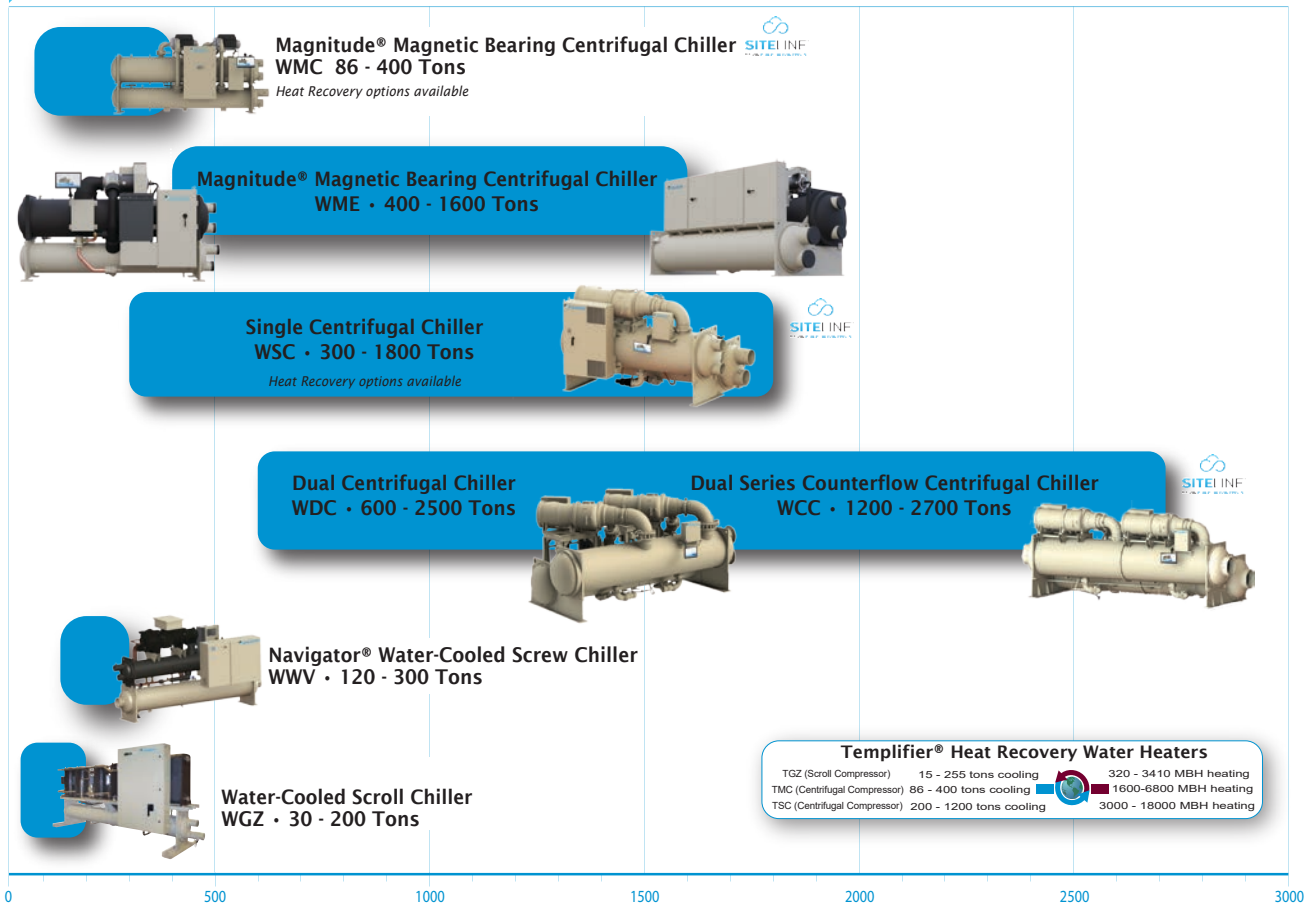 Magnitude® Magnetic Bearing Centrifugal Chiller
WMC 86 - 400 Tons
Heat Recovery options available
SITELINE
Magnitude® Magnetic Bearing Centrifugal Chiller
WME • 400 - 1600 Tons
Single Centrifugal Chiller
WSC • 300 - 1800 Tons
Heat Recovery options available
SITELINE
Dual Centrifugal Chiller
WDC • 600 - 2500 Tons
Dual Series Counterflow Centrifugal Chiller
WCC • 1200 - 2700 Tons
SITELINE
Navigator® Water-Cooled Screw Chiller
WWV • 120 - 300 Tons
Water-Cooled Scroll Chiller
WGZ • 30 - 200 Tons
Templifier® Heat Recovery Water Heaters
TGZ (Scroll Compressor) 15 - 255 tons cooling 320 - 3410 MBH heating
TMC (Centrifugal Compressor) 86 - 400 tons cooling 1600-6800 MBH heating
TSC (Centrifugal Compressor) 200 - 1200 tons cooling 3000 - 18000 MBH heating
0 500 1000 1500 2000 2500 3000